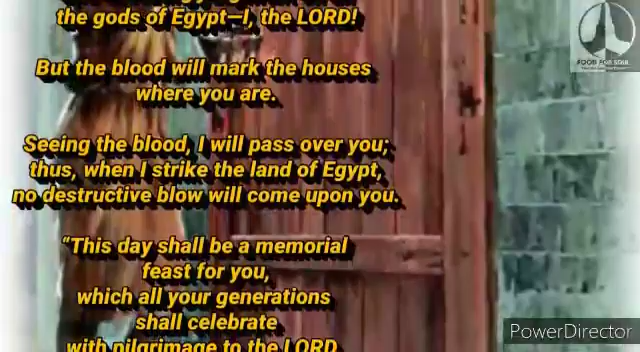 the gods of Egypt—I, the LORD!
But the blood will mark the houses
where you are.
Seeing the blood, I will pass over you;
thus, when I strike the land of Egypt,
no destructive blow will come upon you.
“This day shall be a memorial
feast for you,
which all your generations
shall celebrate
with pilgrimage to the LORD
FOOD FOR SOUL
PowerDirector